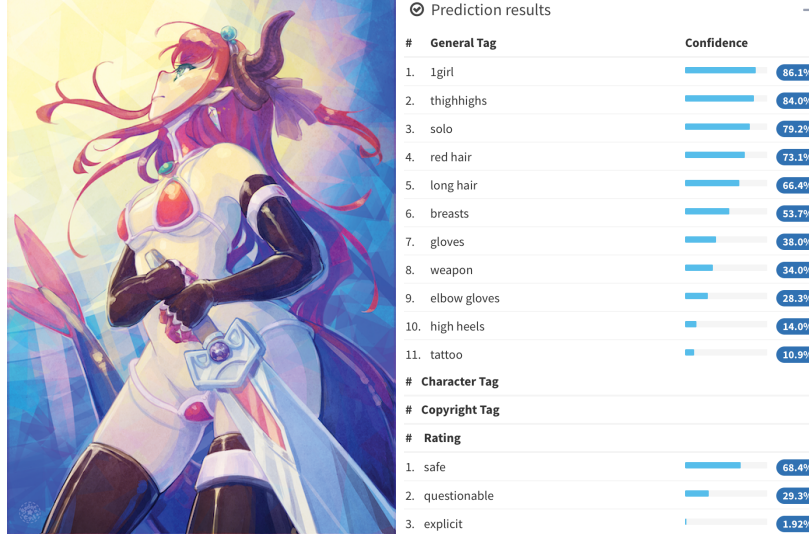 Prediction results
# General Tag Confidence
1. 1girl 86.1%
2. thighhighs 84.0%
3. solo 79.2%
4. red hair 73.1%
5. long hair 66.4%
6. breasts 53.7%
7. gloves 38.0%
8. weapon 34.0%
9. elbow gloves 28.3%
10. high heels 14.0%
11. tattoo 10.9%
# Character Tag
# Copyright Tag
# Rating
1. safe 68.4%
2. questionable 29.3%
3. explicit 1.92%